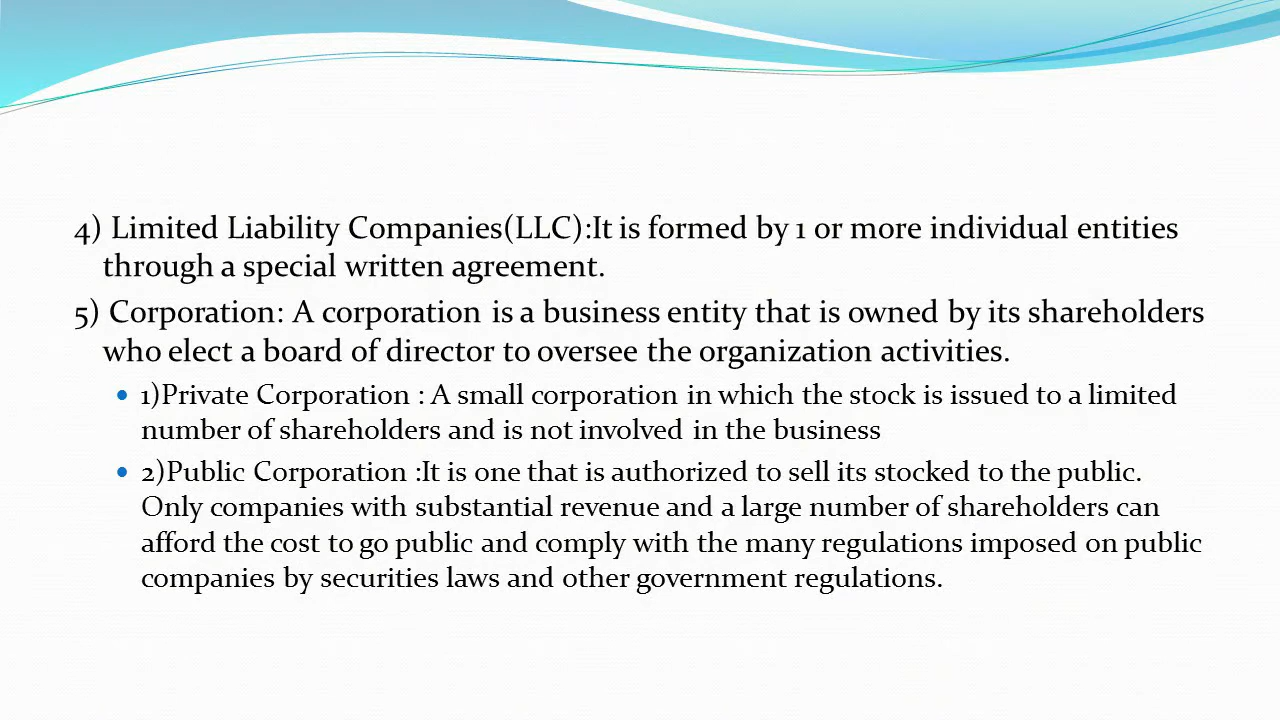 4) Limited Liability Companies(LLC):It is formed by 1 or more individual entities
through a special written agreement.
5) Corporation: A corporation is a business entity that is owned by its shareholders
who elect a board of director to oversee the organization activities.
• 1)Private Corporation : A small corporation in which the stock is issued to a limited
number of shareholders and is not involved in the business
• 2)Public Corporation :It is one that is authorized to sell its stocked to the public.
Only companies with substantial revenue and a large number of shareholders can
afford the cost to go public and comply with the many regulations imposed on public
companies by securities laws and other government regulations.